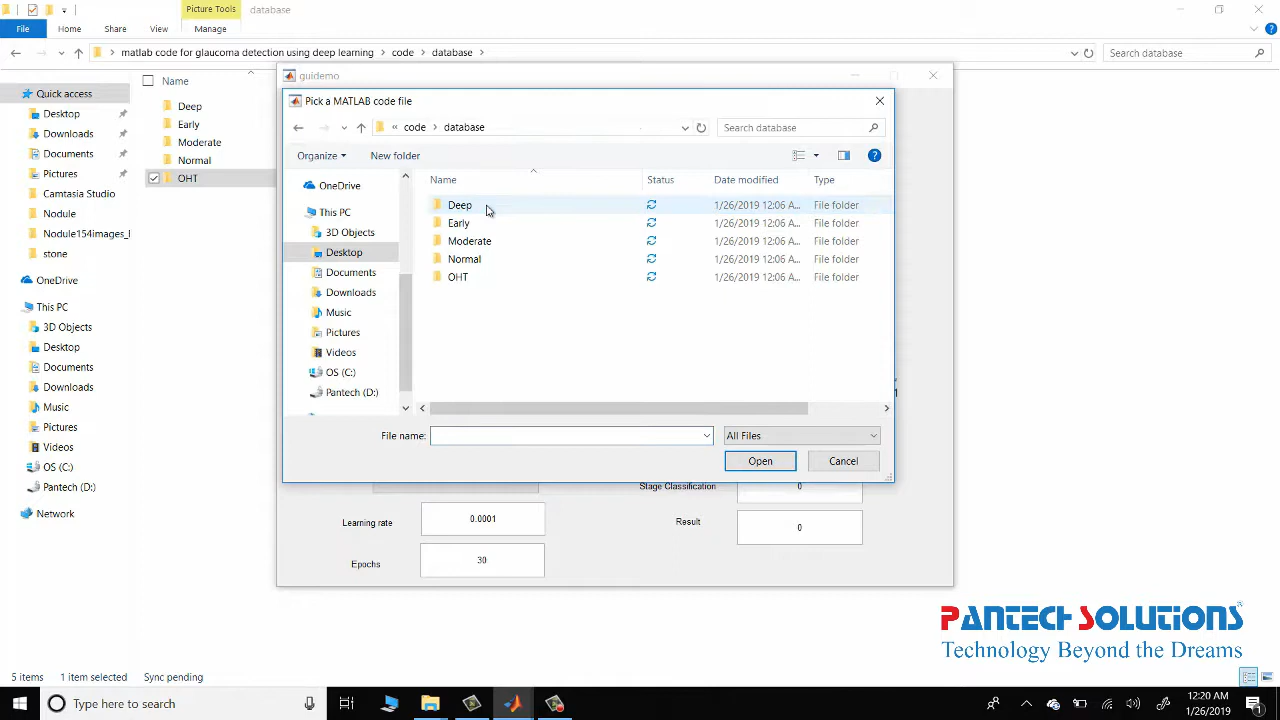 Picture Tools
database
File
Home
Share
View
Manage
matlab code for glaucoma detection using deep learning
code
database
Search database
Name
Quick access
Desktop
Downloads
Documents
Pictures
Camtasia Studio
Nodule
Nodule154images_
stone
OneDrive
This PC
3D Objects
Desktop
Documents
Downloads
Music
Pictures
Videos
OS (C:)
Pantech (D:)
Network
Deep
Early
Moderate
Normal
OHT
guidemo
Pick a MATLAB code file
« code > database
Search database
Organize
New folder
Name
Status
Date modified
Type
OneDrive
This PC
3D Objects
Desktop
Documents
Downloads
Music
Pictures
Videos
OS (C:)
Pantech (D:)
Deep 1/26/2019 12:06 A... File folder
Early 1/26/2019 12:06 A... File folder
Moderate 1/26/2019 12:06 A... File folder
Normal 1/26/2019 12:06 A... File folder
OHT 1/26/2019 12:06 A... File folder
File name:
All Files
Open
Cancel
Stage Classification 0
Learning rate 0.0001
Result 0
Epochs 30
PANTECH SOLUTIONS®
Technology Beyond the Dreams
5 items
1 item selected
Sync pending
Type here to search
12:20 AM
1/26/2019